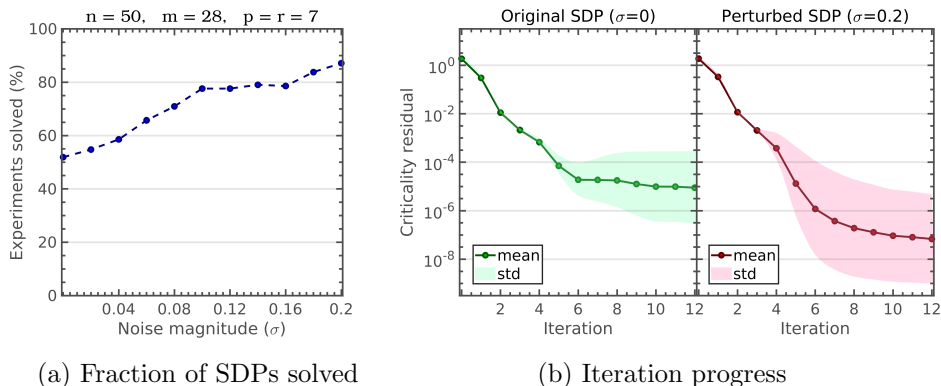 n = 50, m = 28, p = r = 7
Experiments solved (%)
100
80
60
40
20
0
0.04 0.08 0.12 0.16 0.2
Noise magnitude (σ)
(a) Fraction of SDPs solved
Original SDP (σ=0)
Perturbed SDP (σ=0.2)
Criticality residual
10^0
10^-2
10^-4
10^-6
10^-8
mean
std
mean
std
2 4 6 8 10 12
2 4 6 8 10 12
Iteration
Iteration
(b) Iteration progress